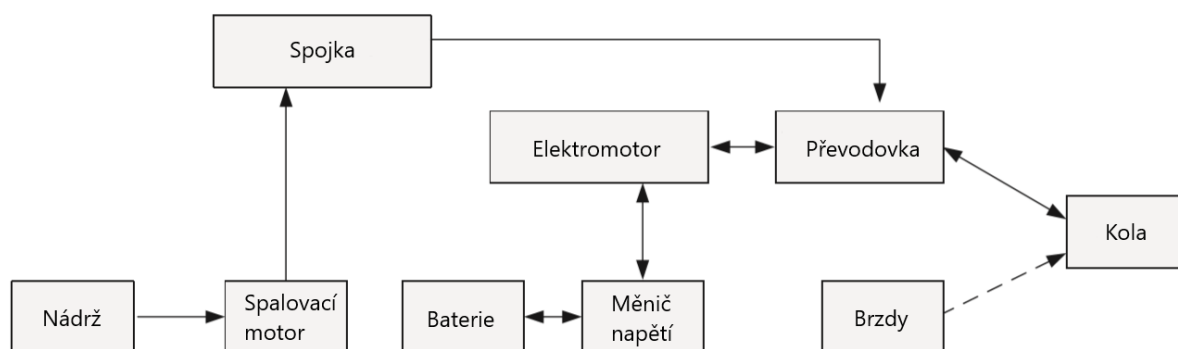 Spojka
Elektromotor
Převodovka
Kola
Nádrž
Spalovací
motor
Baterie
Měnič
napětí
Brzdy